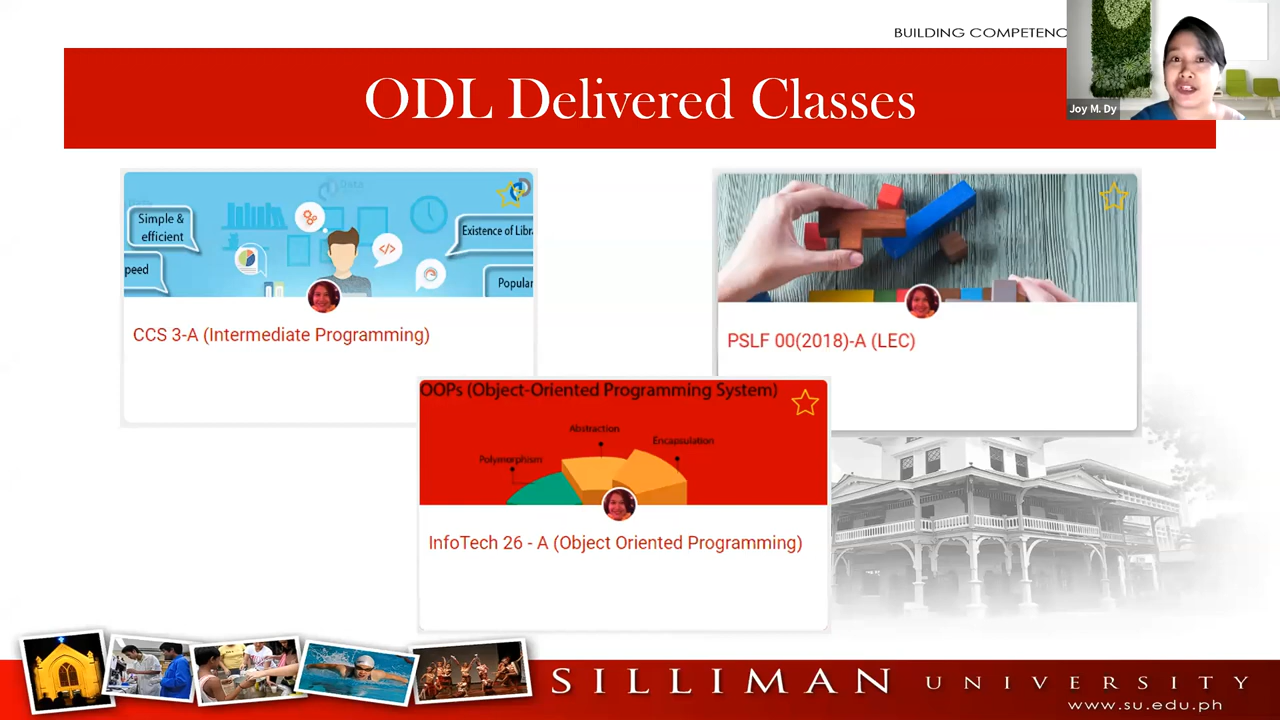 BUILDING COMPETENC
ODL Delivered Classes
Joy M. Dy
Data
Simple &
efficient
Existence of Libra
peed
Popular
CCS 3-A (Intermediate Programming)
PSLF 00(2018)-A (LEC)
OOPs (Object-Oriented Programming System)
Abstraction
Encapsulation
Polymorphism
InfoTech 26 - A (Object Oriented Programming)
SILLIMAN UNIVERSITY
www.su.edu.ph